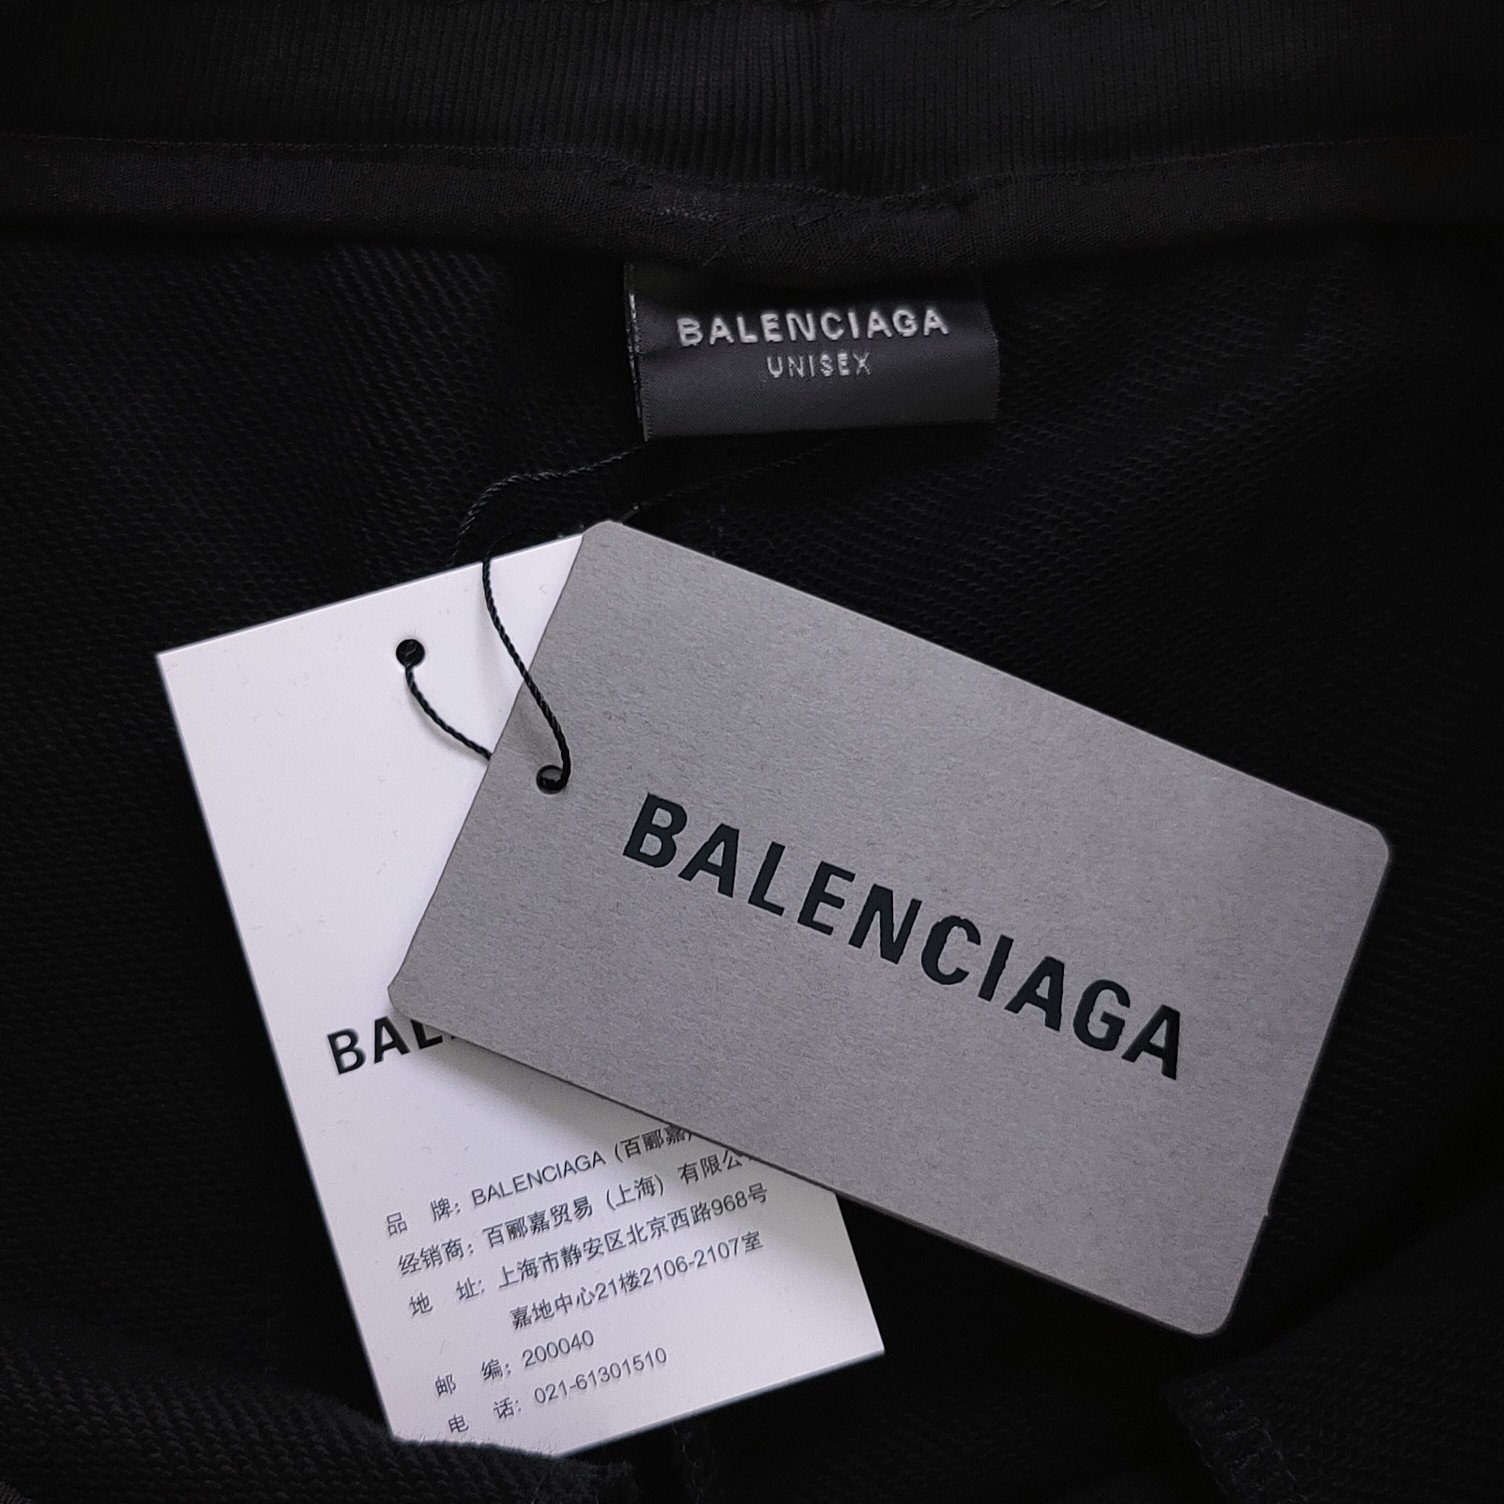 BALENCIAGA
UNISEX
BALENCIAGA
BAL
品 牌: BALENCIAGA (百郦嘉
经销商: 百郦嘉贸易 (上海) 有限公
地 址: 上海市静安区北京西路968号
嘉地中心21楼2106-2107室
邮 编: 200040
电 话: 021-61301510